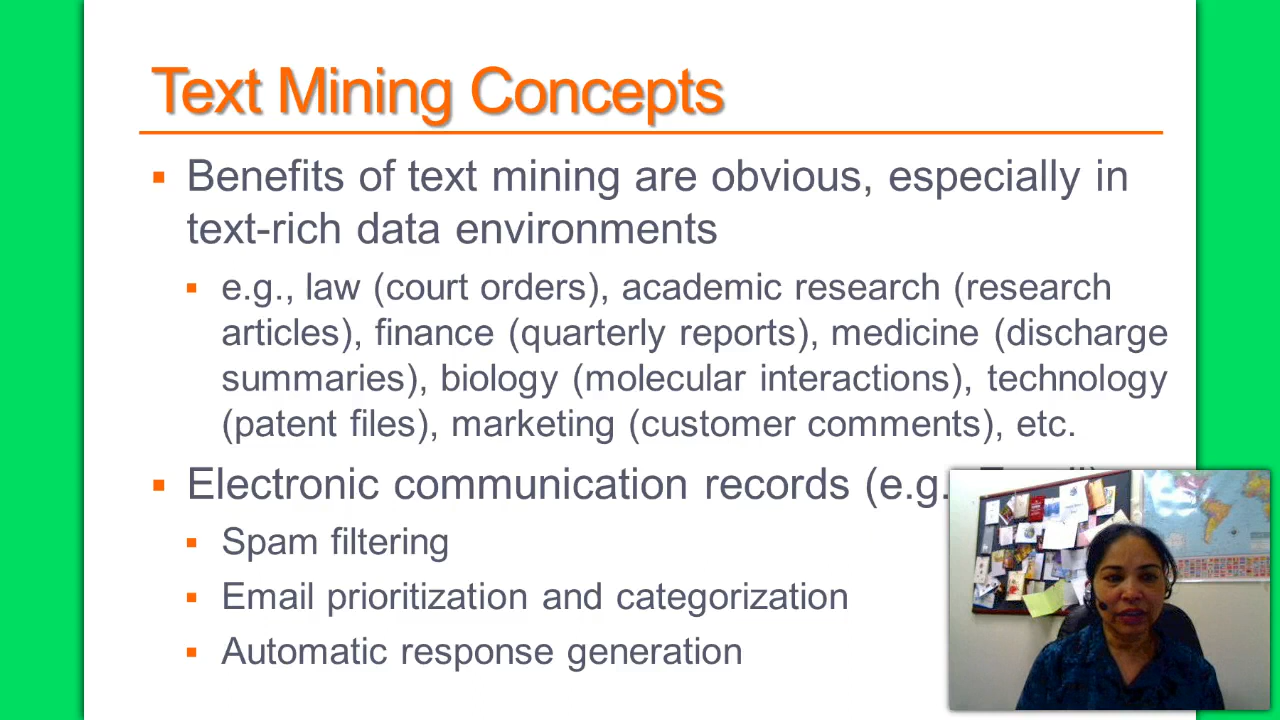 Text Mining Concepts
▪ Benefits of text mining are obvious, especially in
text-rich data environments
▪ e.g., law (court orders), academic research (research
articles), finance (quarterly reports), medicine (discharge
summaries), biology (molecular interactions), technology
(patent files), marketing (customer comments), etc.
▪ Electronic communication records (e.g.
▪ Spam filtering
▪ Email prioritization and categorization
▪ Automatic response generation